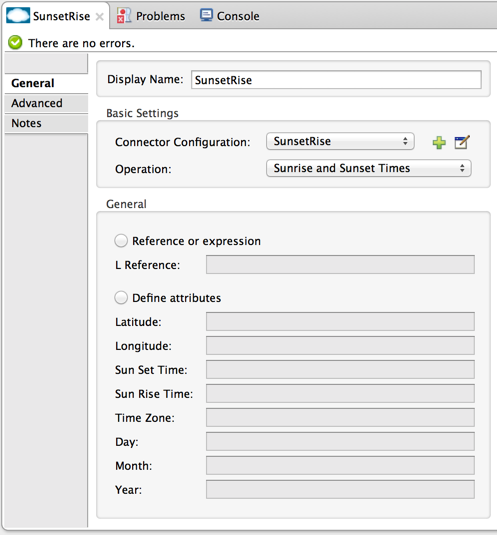 SunsetRise Problems Console
There are no errors.
General
Advanced
Notes
Display Name: SunsetRise
Basic Settings
Connector Configuration: SunsetRise
Operation: Sunrise and Sunset Times
General
Reference or expression
L Reference:
Define attributes
Latitude:
Longitude:
Sun Set Time:
Sun Rise Time:
Time Zone:
Day:
Month:
Year: